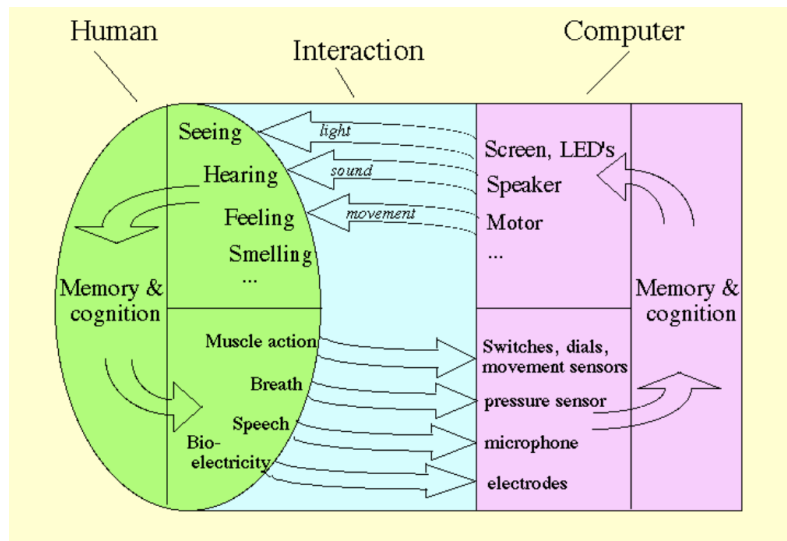 Human
Interaction
Computer
Seeing
Hearing
Feeling
Smelling
...
light
sound
movement
Screen, LED's
Speaker
Motor
...
Memory &
cognition
Memory &
cognition
Muscle action
Breath
Speech
Bio-
electricity
Switches, dials,
movement sensors
pressure sensor
microphone
electrodes